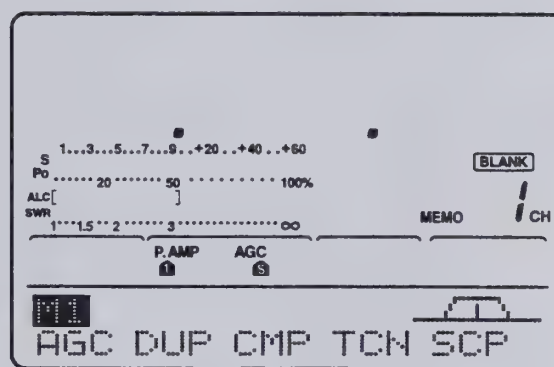 S 1...3...5...7...9..+20..+40..+60
Po ...... 20 ...... 50 .......... 100%
ALC[ ]
SWR 1....1.5...2.......3..............∞
BLANK
MEMO 1 CH
P.AMP AGC
1 S
M1
AGC DUP CMP TCN SCP